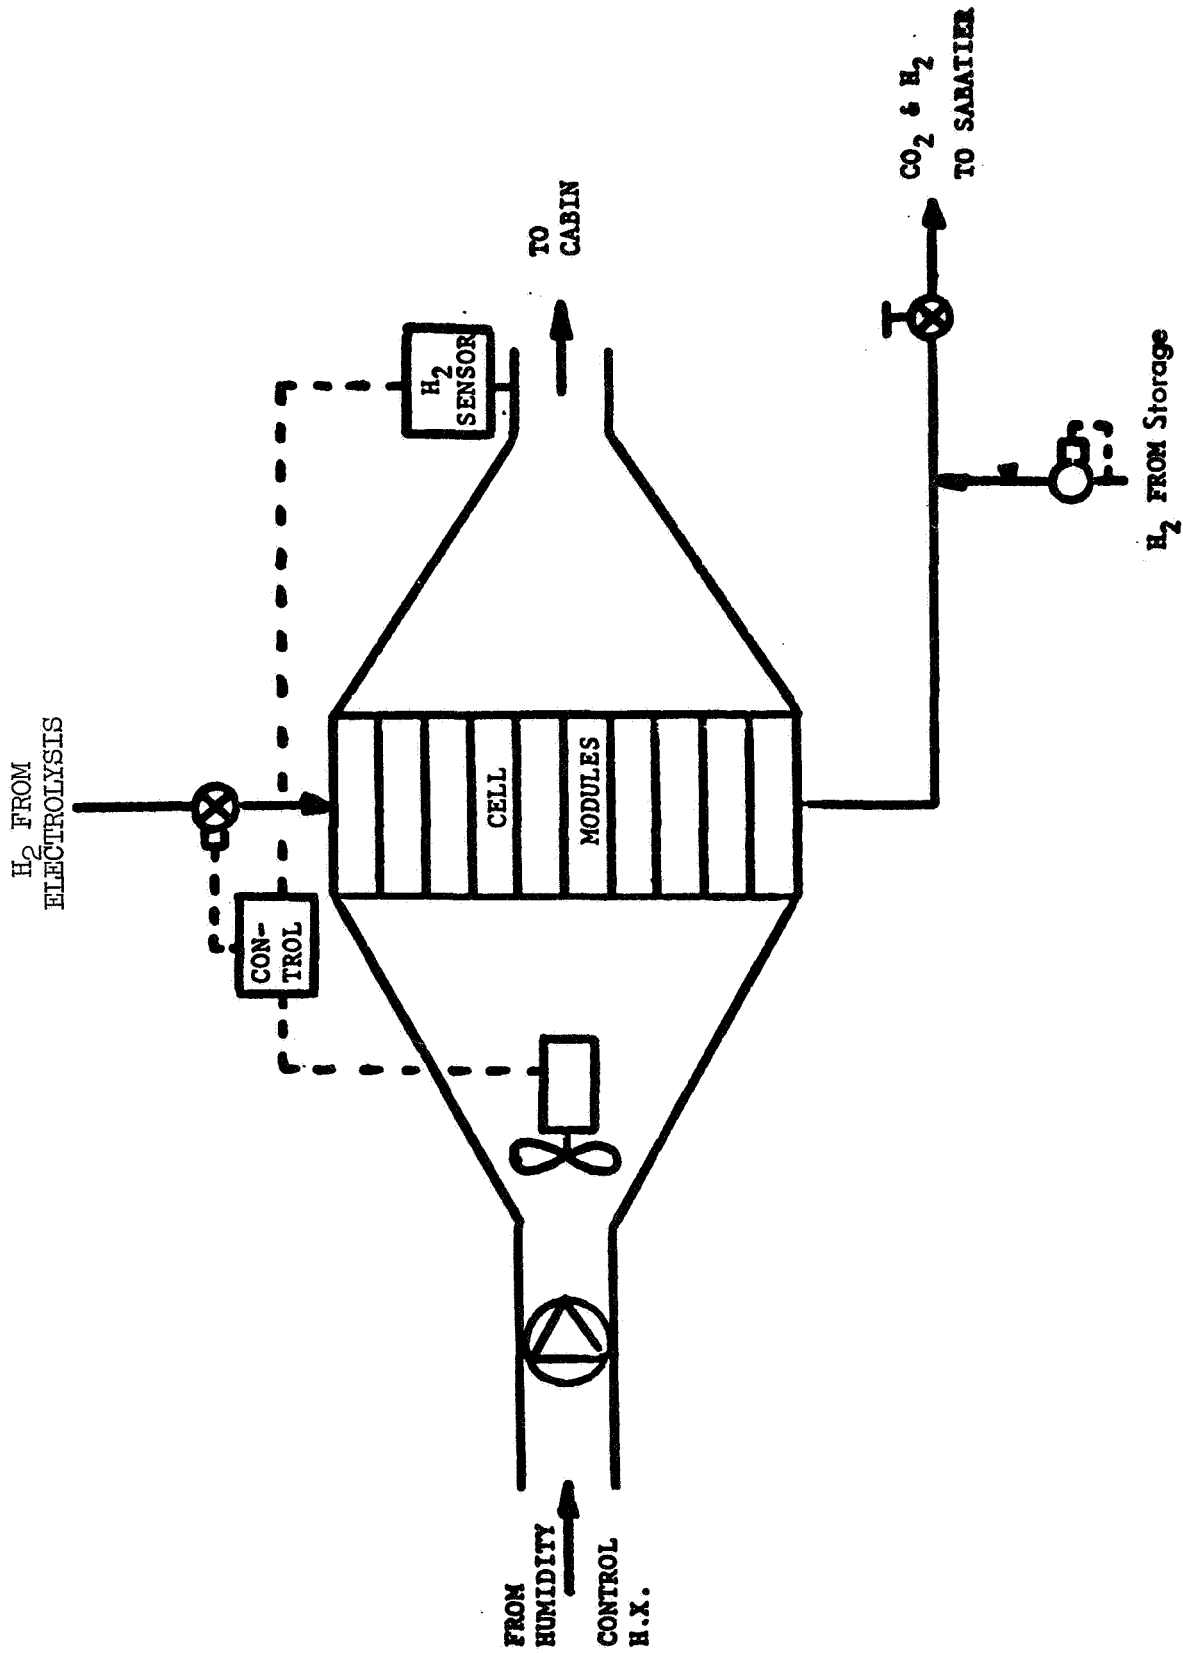 H2 FROM
ELECTROLYSIS
CON-
TROL
H2
SENSOR
TO
CABIN
CELL
MODULES
FROM
HUMIDITY
CONTROL
H.X.
CO2 & H2
TO SABATIER
H2 FROM Storage